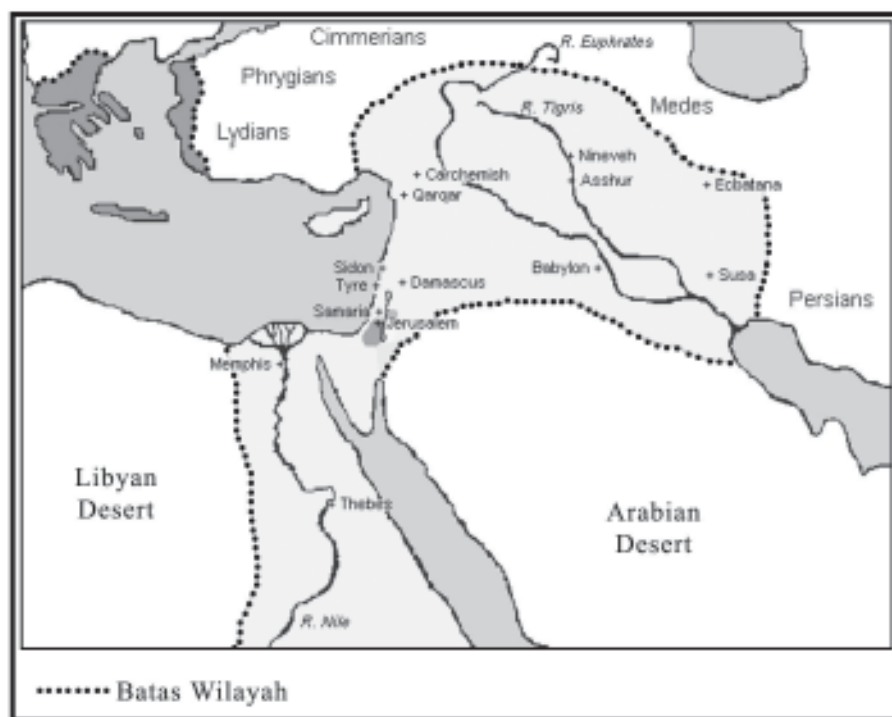 Cimmerians
R. Euphrates
Phrygians
R. Tigris
Medes
Lydians
Nineveh
Carchemish
Asshur
Ecbatana
Qarqar
Sidon
Babylon
Susa
Tyre
Damascus
Persians
Samaria
Jerusalem
Memphis
Libyan
Desert
Thebes
Arabian
Desert
R. Nile
Batas Wilayah